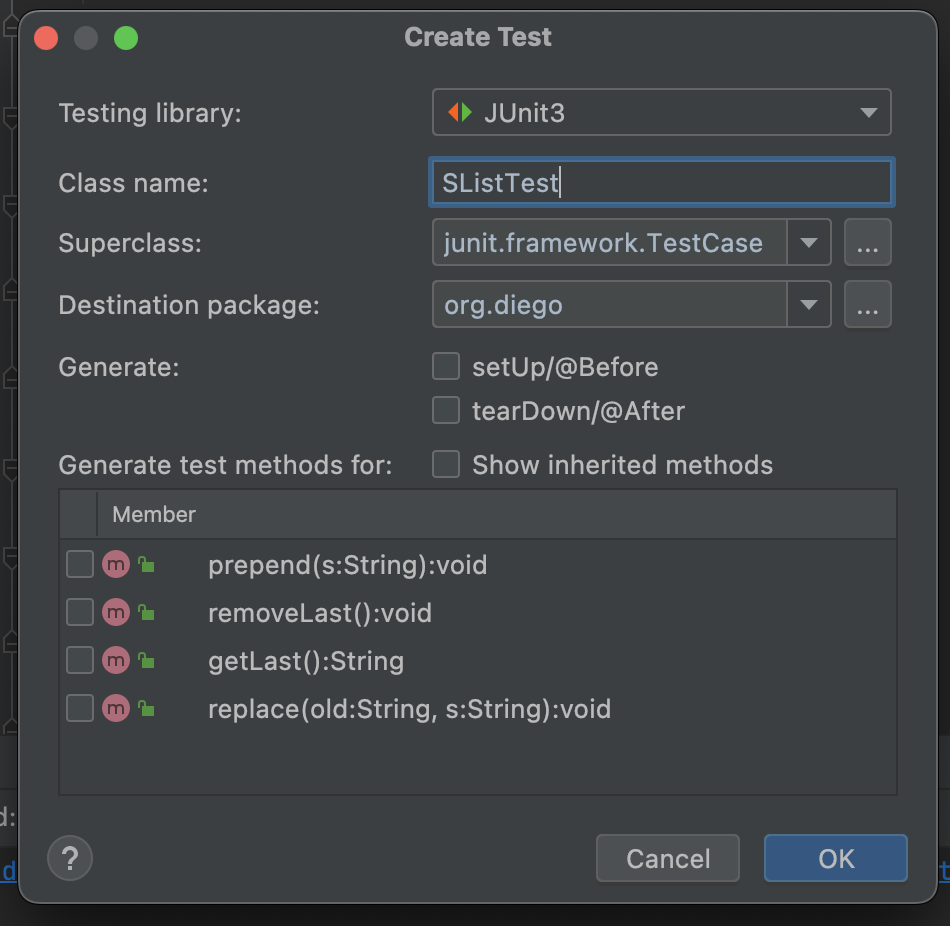 Create Test
Testing library: JUnit3
Class name: SListTest
Superclass: junit.framework.TestCase ...
Destination package: org.diego ...
Generate: setUp/@Before
tearDown/@After
Generate test methods for: Show inherited methods
Member
m prepend(s:String):void
m removeLast():void
m getLast():String
m replace(old:String, s:String):void
d:
d t
? Cancel OK